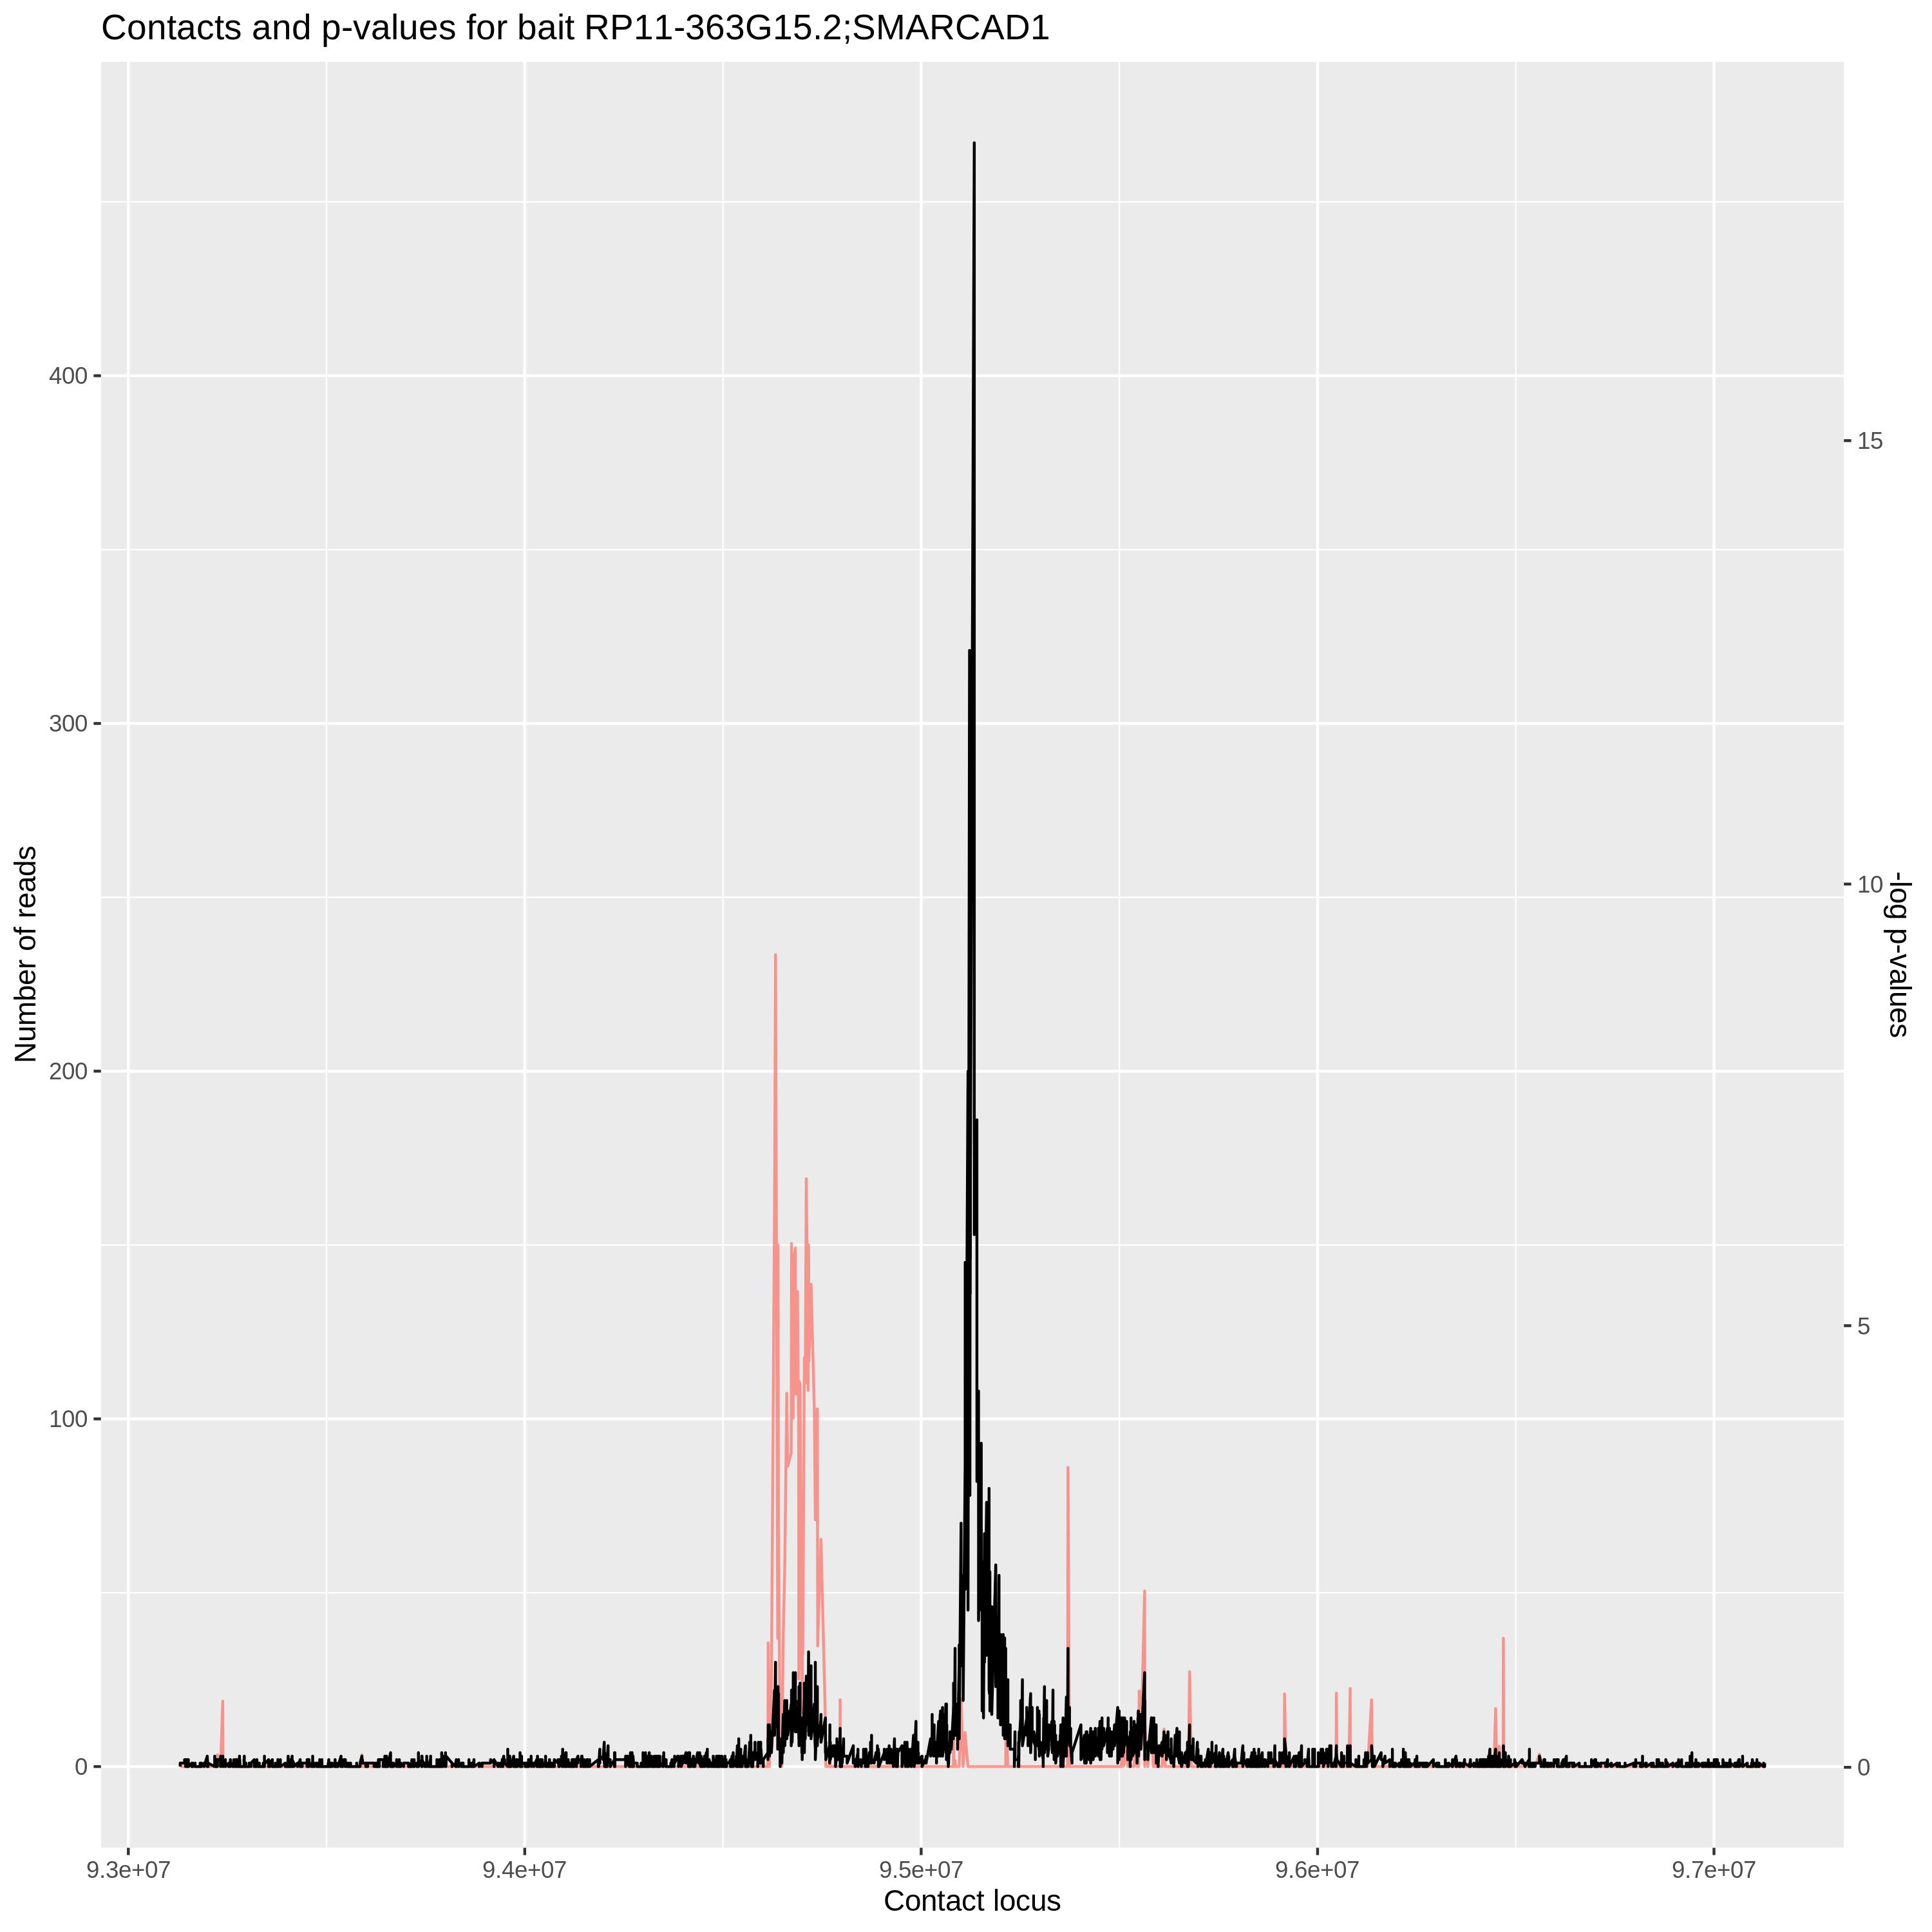 Contacts and p-values for bait RP11-363G15.2;SMARCAD1
400
300
200
100
0
Number of reads
15
10
5
0
-log p-values
9.3e+07 9.4e+07 9.5e+07 9.6e+07 9.7e+07
Contact locus